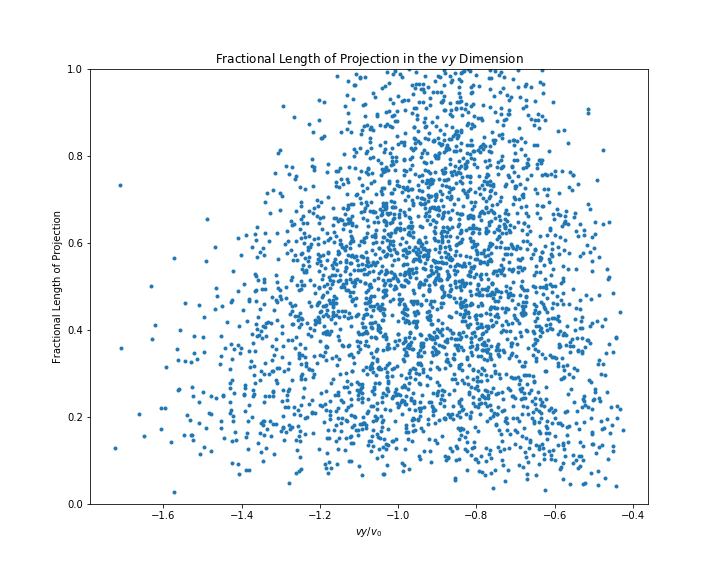 Fractional Length of Projection in the vy Dimension
1.0
0.8
0.6
0.4
0.2
0.0
Fractional Length of Projection
−1.6 −1.4 −1.2 −1.0 −0.8 −0.6 −0.4
vy/v₀